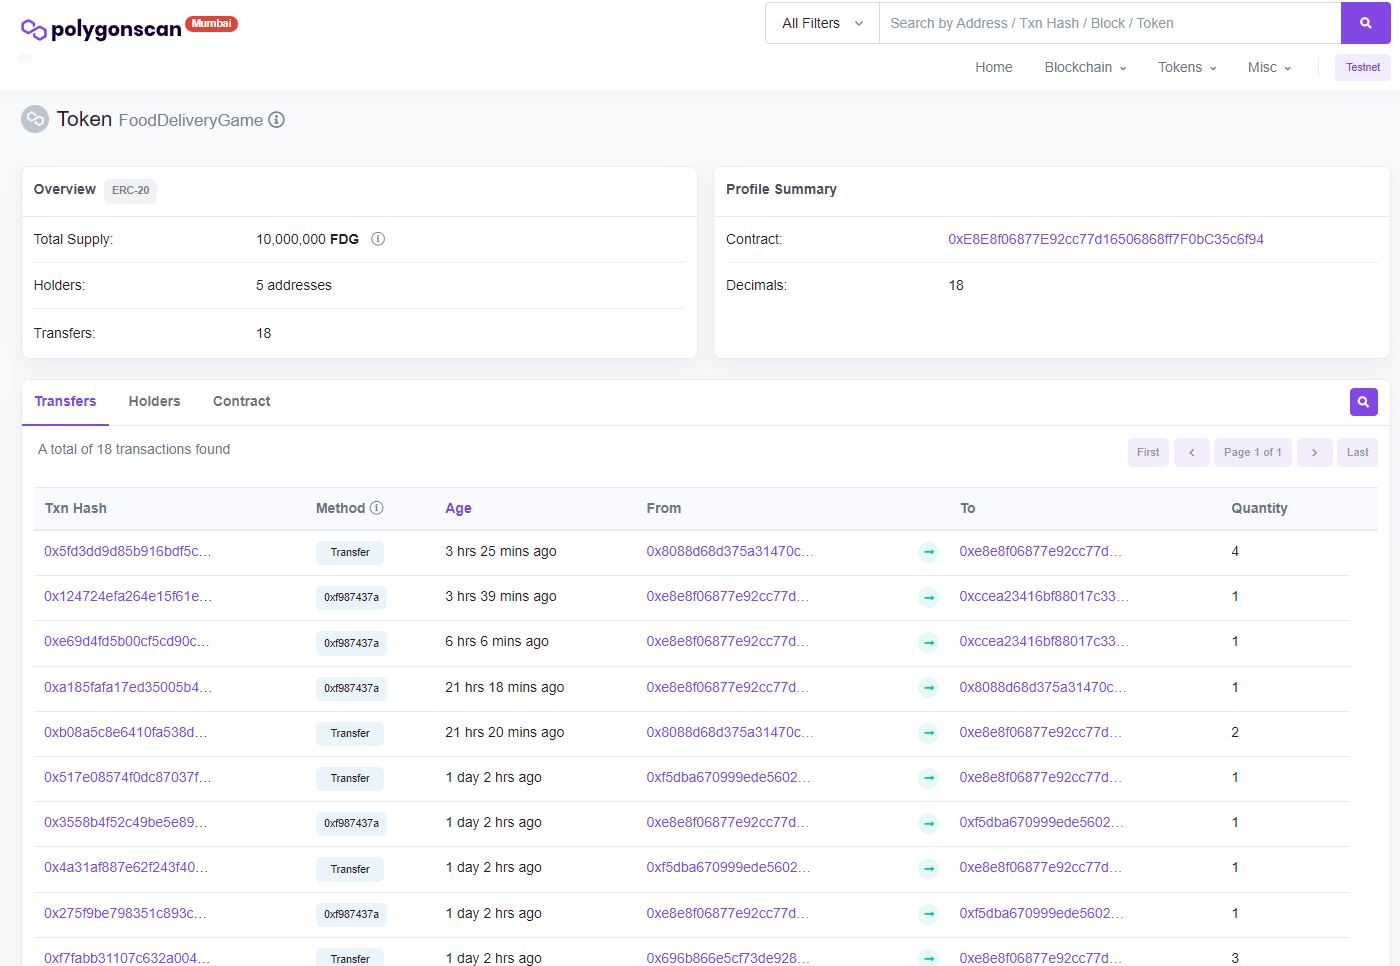 polygonscan Mumbai
All Filters Search by Address / Txn Hash / Block / Token
Home Blockchain Tokens Misc Testnet
Token FoodDeliveryGame
Overview ERC-20
Total Supply: 10,000,000 FDG
Holders: 5 addresses
Transfers: 18
Profile Summary
Contract: 0xE8E8f06877E92cc77d16506868ff7F0bC35c6f94
Decimals: 18
Transfers Holders Contract
A total of 18 transactions found
First Page 1 of 1 Last
Txn Hash Method Age From To Quantity
0x5fd3dd9d85b916bdf5c... Transfer 3 hrs 25 mins ago 0x8088d68d375a31470c... 0xe8e8f06877e92cc77d... 4
0x124724efa264e15f61e... 0xf987437a 3 hrs 39 mins ago 0xe8e8f06877e92cc77d... 0xccea23416bf88017c33... 1
0xe69d4fd5b00cf5cd90c... 0xf987437a 6 hrs 6 mins ago 0xe8e8f06877e92cc77d... 0xccea23416bf88017c33... 1
0xa185fafa17ed35005b4... 0xf987437a 21 hrs 18 mins ago 0xe8e8f06877e92cc77d... 0x8088d68d375a31470c... 1
0xb08a5c8e6410fa538d... Transfer 21 hrs 20 mins ago 0x8088d68d375a31470c... 0xe8e8f06877e92cc77d... 2
0x517e08574f0dc87037f... Transfer 1 day 2 hrs ago 0xf5dba670999ede5602... 0xe8e8f06877e92cc77d... 1
0x3558b4f52c49be5e89... 0xf987437a 1 day 2 hrs ago 0xe8e8f06877e92cc77d... 0xf5dba670999ede5602... 1
0x4a31af887e62f243f40... Transfer 1 day 2 hrs ago 0xf5dba670999ede5602... 0xe8e8f06877e92cc77d... 1
0x275f9be798351c893c... 0xf987437a 1 day 2 hrs ago 0xe8e8f06877e92cc77d... 0xf5dba670999ede5602... 1
0xf7fabb31107c632a004... Transfer 1 day 2 hrs ago 0x696b866e5cf73de928... 0xe8e8f06877e92cc77d... 3